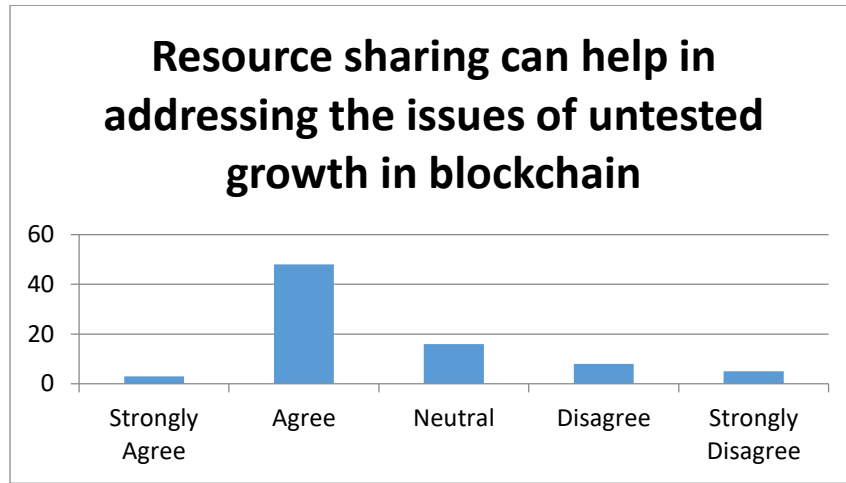 Resource sharing can help in
addressing the issues of untested
growth in blockchain
60
40
20
0
Strongly
Agree
Agree
Neutral
Disagree
Strongly
Disagree